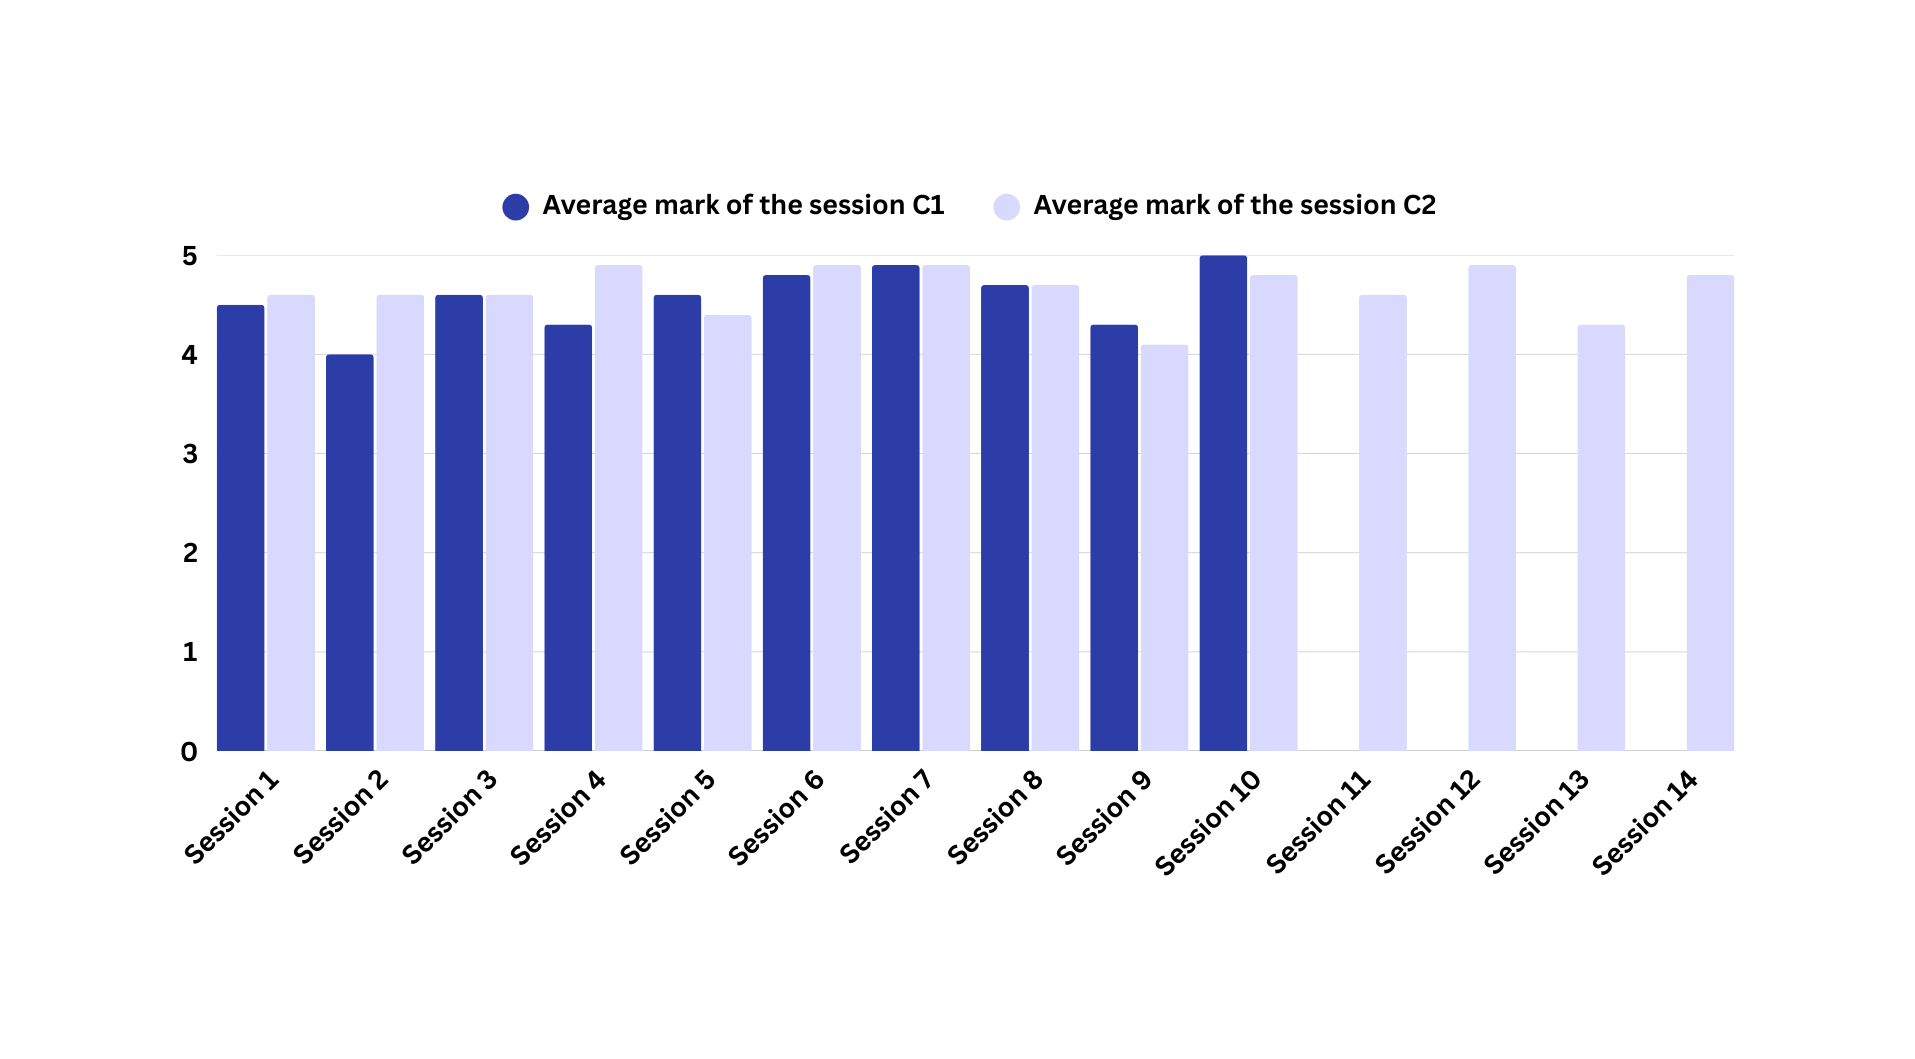 Average mark of the session C1
Average mark of the session C2
5
4
3
2
1
0
Session 1
Session 2
Session 3
Session 4
Session 5
Session 6
Session 7
Session 8
Session 9
Session 10
Session 11
Session 12
Session 13
Session 14